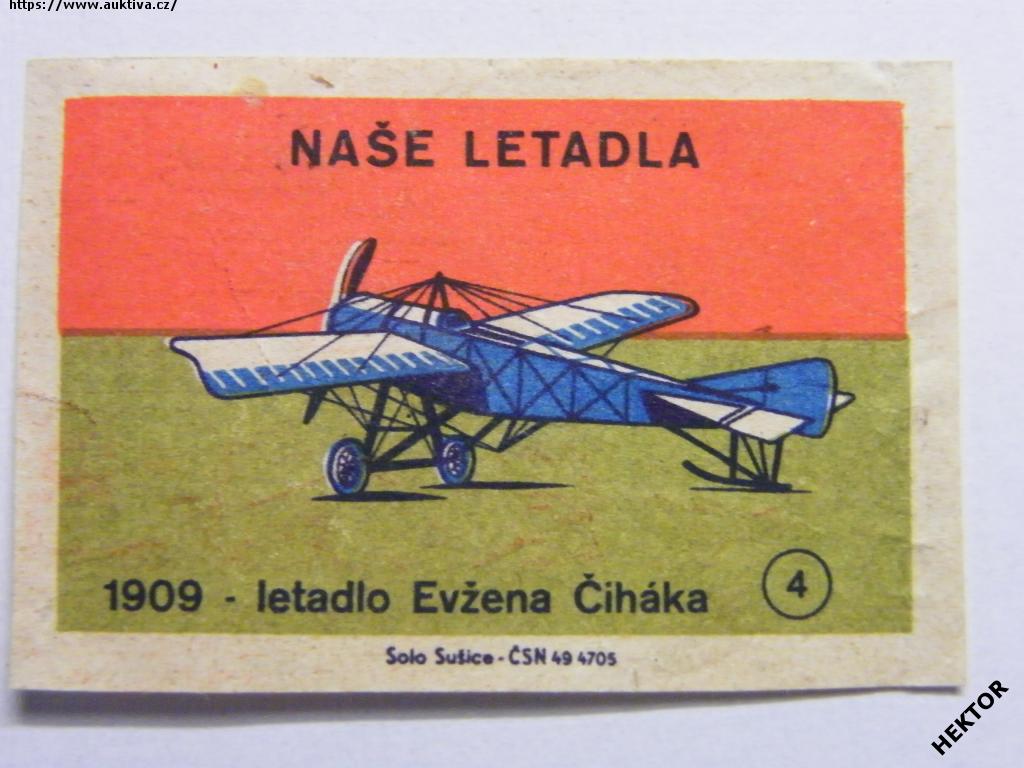 https://www.auktiva.cz/
NAŠE LETADLA
1909 - letadlo Evžena Čiháka
4
Solo Sušice - ČSN 49 4705
HEKTOR